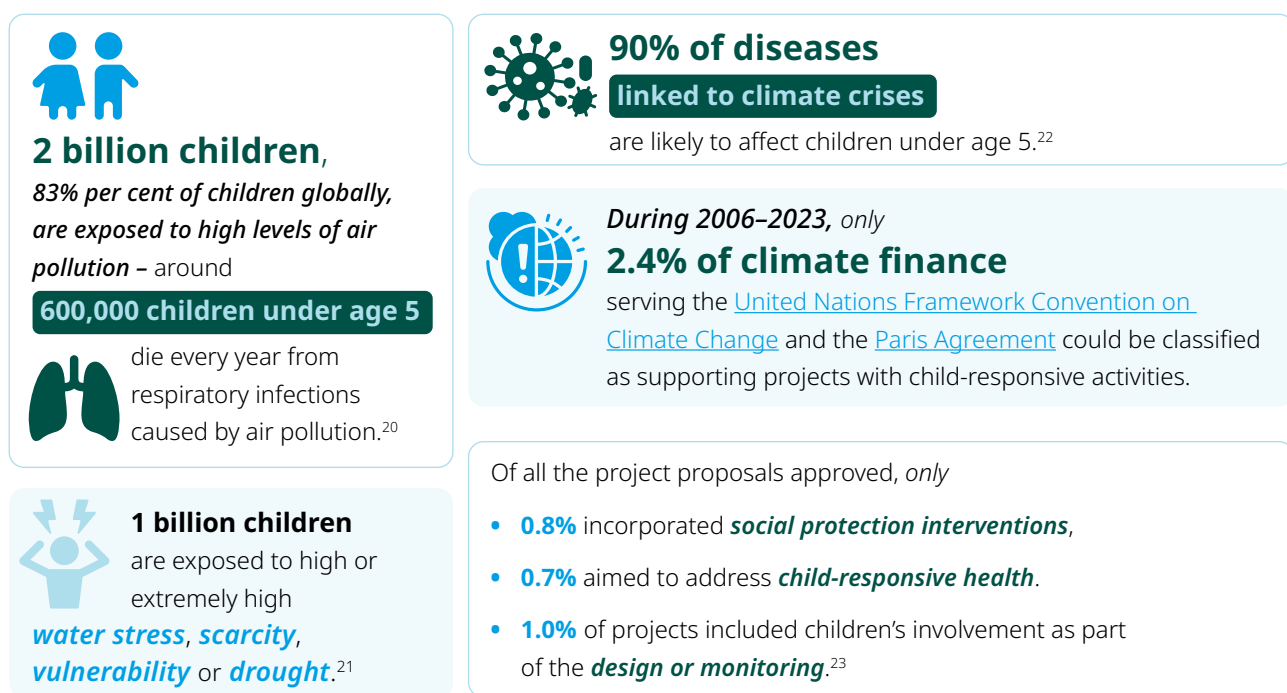 2 billion children,
83% per cent of children globally,
are exposed to high levels of air
pollution – around
600,000 children under age 5
die every year from
respiratory infections
caused by air pollution.20
1 billion children
are exposed to high or
extremely high
water stress, scarcity,
vulnerability or drought.21
90% of diseases
linked to climate crises
are likely to affect children under age 5.22
During 2006–2023, only
2.4% of climate finance
serving the United Nations Framework Convention on
Climate Change and the Paris Agreement could be classified
as supporting projects with child-responsive activities.
Of all the project proposals approved, only
• 0.8% incorporated social protection interventions,
• 0.7% aimed to address child-responsive health.
• 1.0% of projects included children’s involvement as part
of the design or monitoring.23